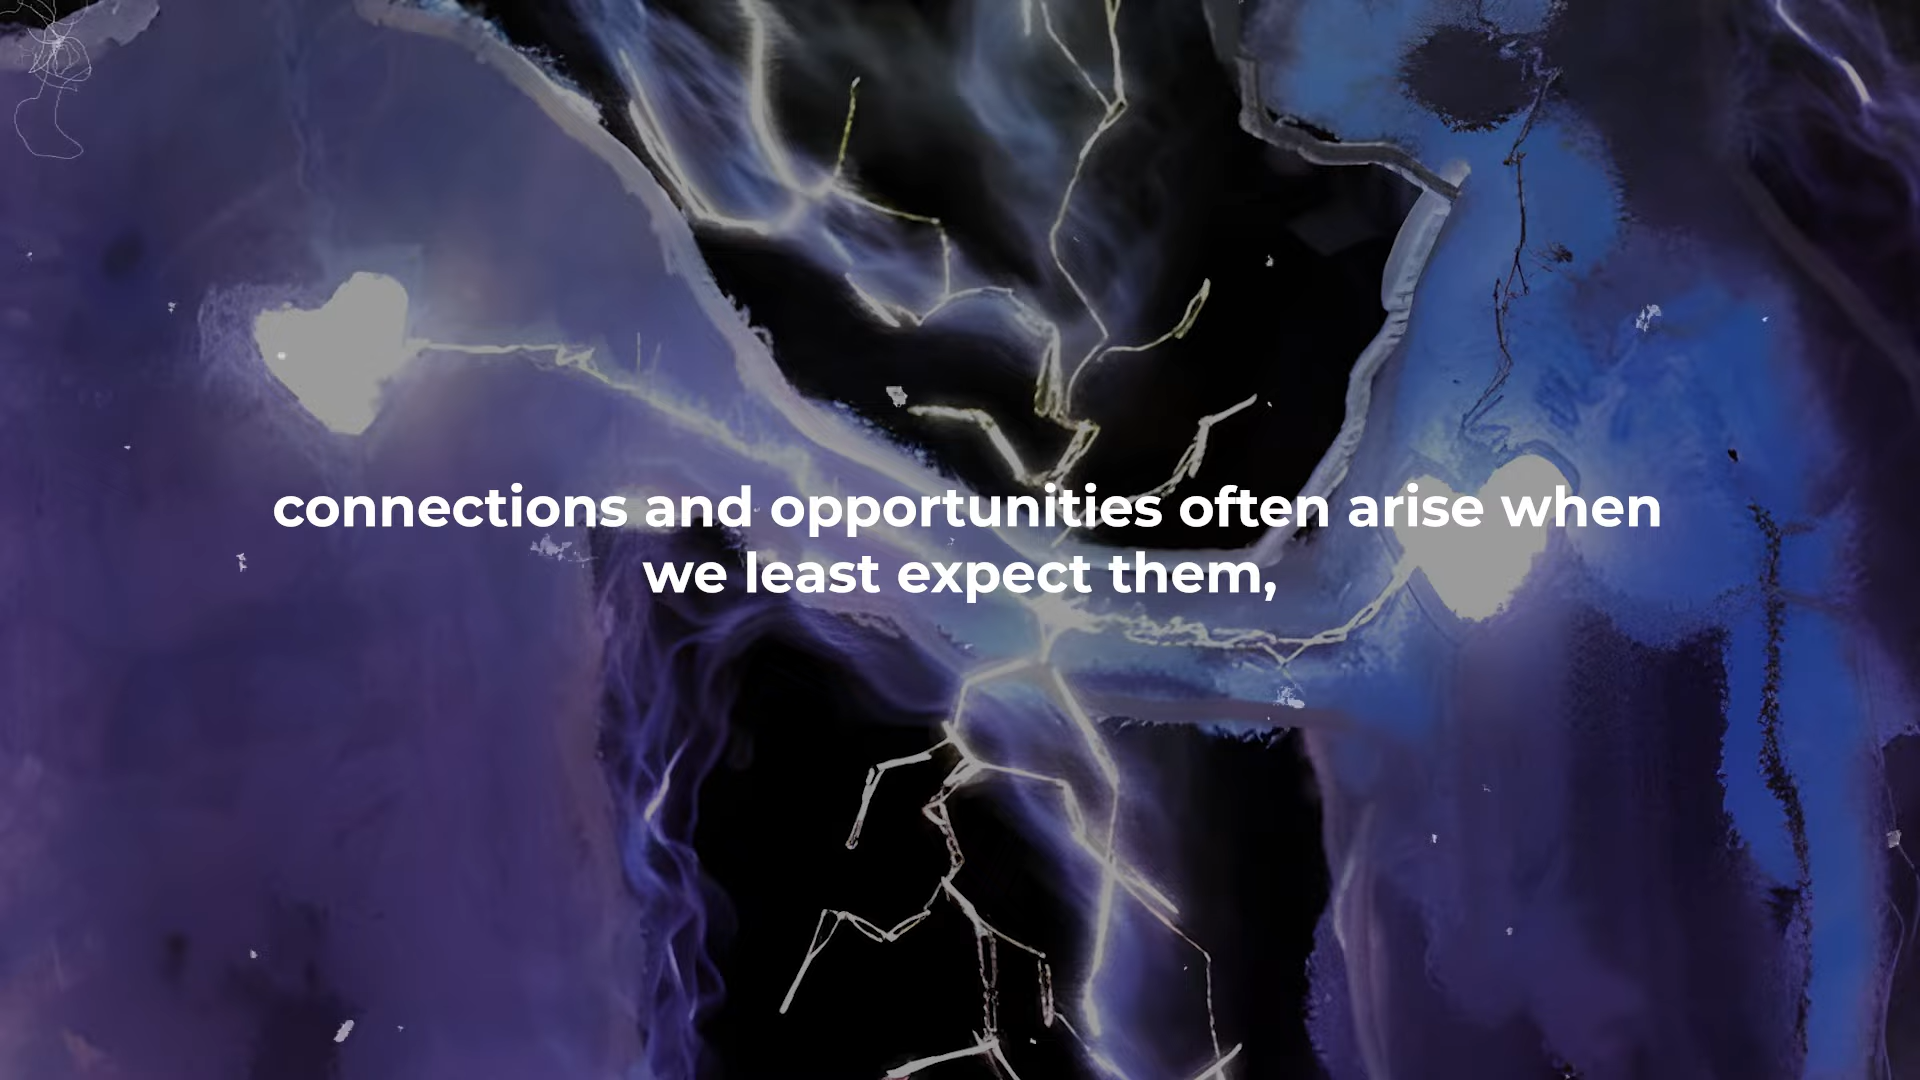 connections and opportunities often arise when
we least expect them,